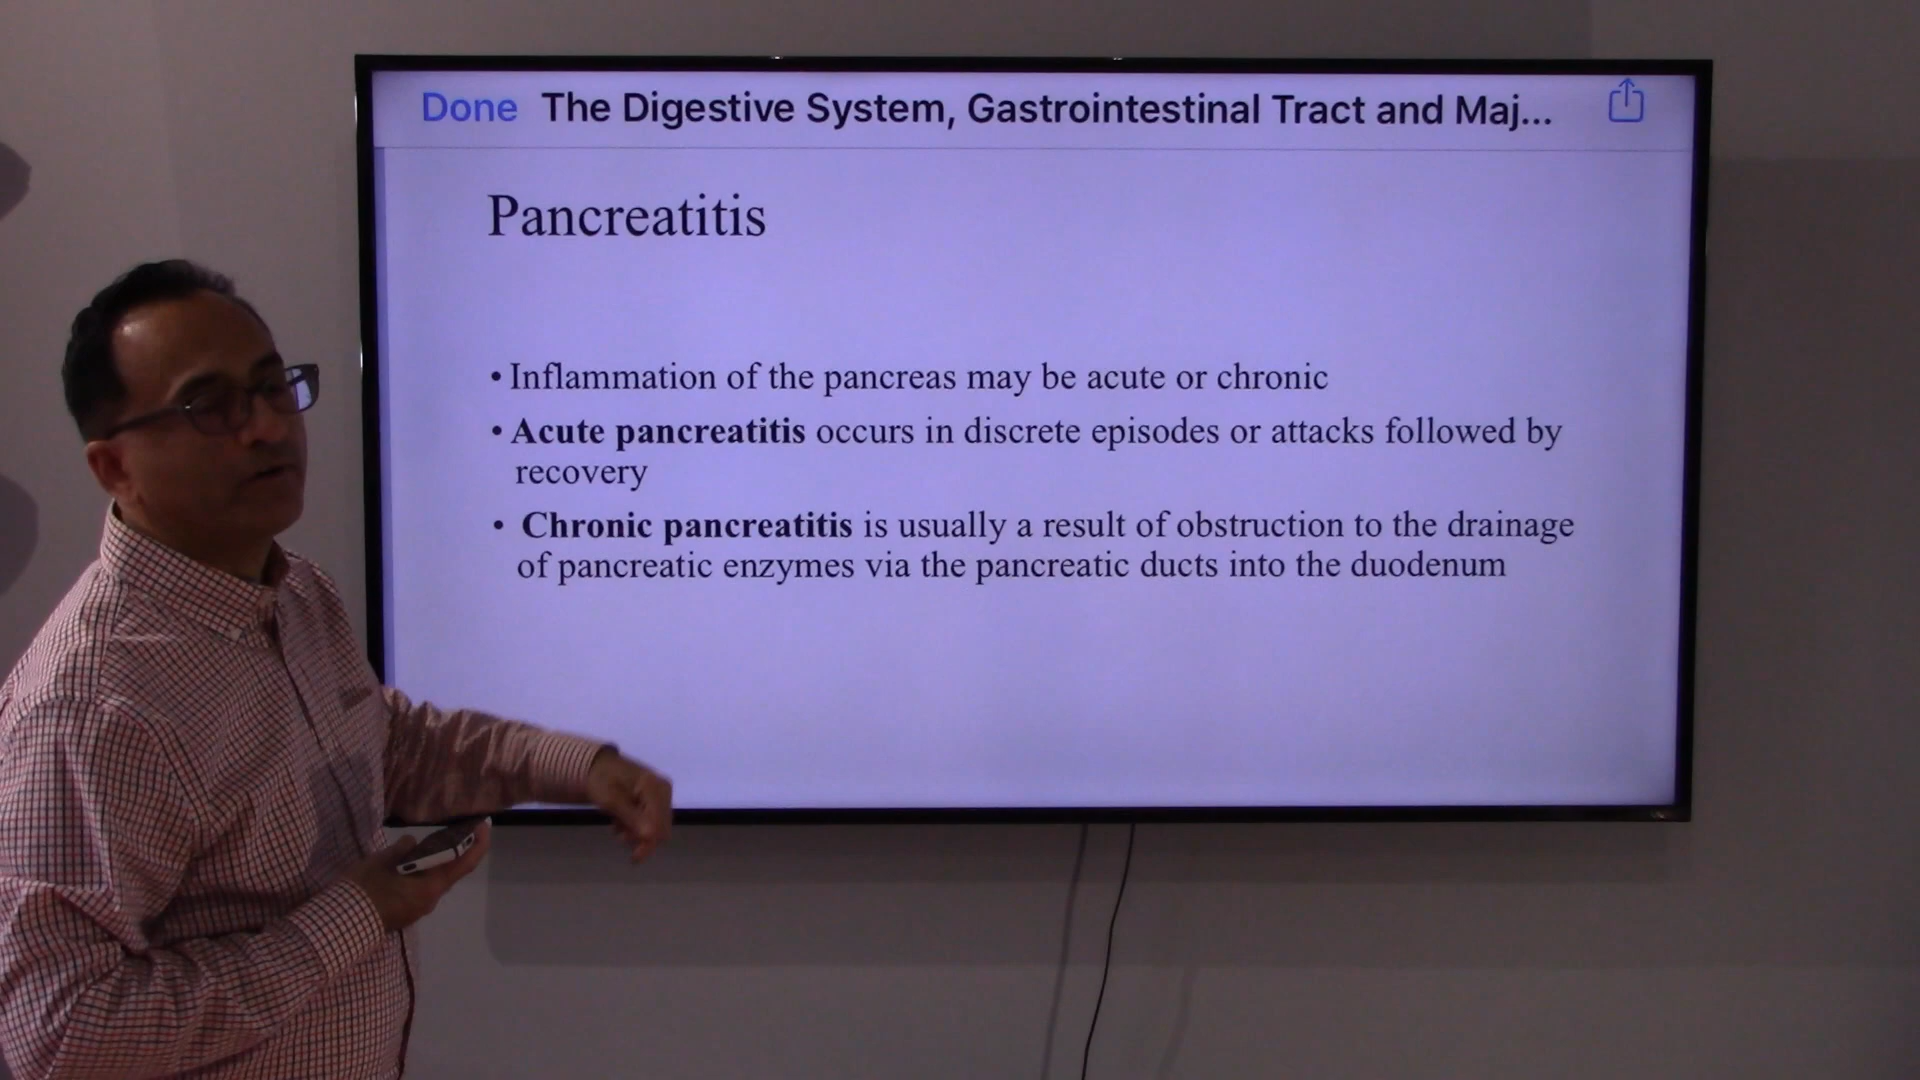 Done The Digestive System, Gastrointestinal Tract and Maj...
Pancreatitis
• Inflammation of the pancreas may be acute or chronic
• Acute pancreatitis occurs in discrete episodes or attacks followed by
recovery
• Chronic pancreatitis is usually a result of obstruction to the drainage
of pancreatic enzymes via the pancreatic ducts into the duodenum